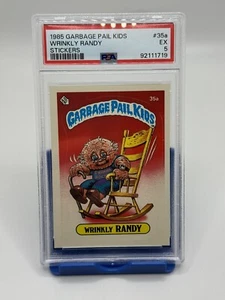 1985 GARBAGE PAIL KIDS #35a
WRINKLY RANDY EX
STICKERS 5
PSA 92111719
35a
GARBAGE PAIL KIDS
WRINKLY RANDY